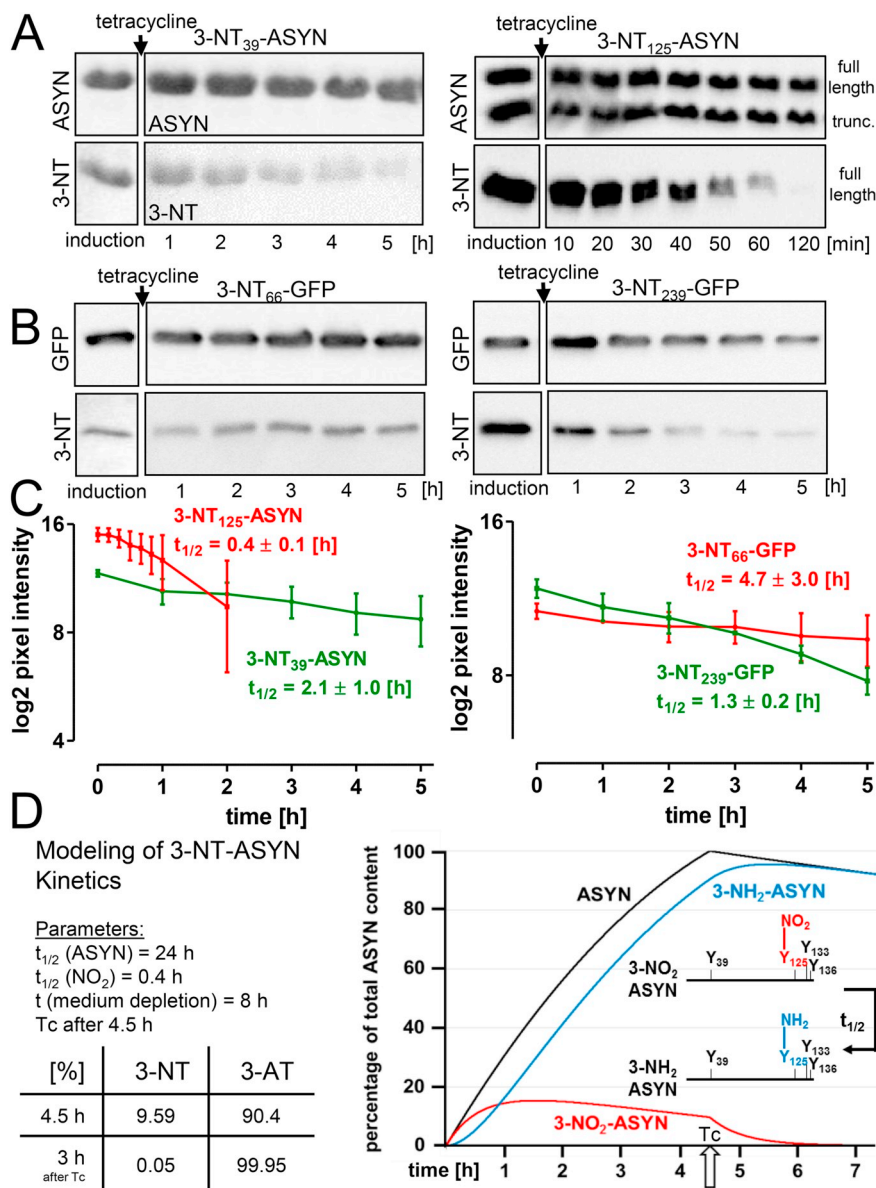 A
tetracycline
3-NT39-ASYN
ASYN
ASYN
3-NT
3-NT
induction
1 2 3 4 5 [h]
tetracycline
3-NT125-ASYN
full length
trunc.
full length
induction
10 20 30 40 50 60 120 [min]
B
tetracycline
3-NT66-GFP
GFP
3-NT
induction
1 2 3 4 5 [h]
tetracycline
3-NT239-GFP
GFP
3-NT
induction
1 2 3 4 5 [h]
ASYN
3-NT
C
16
8
4
log2 pixel intensity
3-NT125-ASYN
t1/2 = 0.4 ± 0.1 [h]
3-NT39-ASYN
t1/2 = 2.1 ± 1.0 [h]
0 1 2 3 4 5
time [h]
16
8
log2 pixel intensity
3-NT66-GFP
t1/2 = 4.7 ± 3.0 [h]
3-NT239-GFP
t1/2 = 1.3 ± 0.2 [h]
0 1 2 3 4 5
time [h]
D
Modeling of 3-NT-ASYN
Kinetics
Parameters:
t1/2 (ASYN) = 24 h
t1/2 (NO2) = 0.4 h
t (medium depletion) = 8 h
Tc after 4.5 h
[%] 3-NT 3-AT
4.5 h 9.59 90.4
3 h after Tc 0.05 99.95
percentage of total ASYN content
100
80
60
40
20
0
ASYN
3-NH2-ASYN
3-NO2-ASYN
NO2
3-NO2 ASYN
Y39 Y125 Y133 Y136
t1/2
NH2
3-NH2 ASYN
Y39 Y125 Y133 Y136
Tc
time [h] 1 2 3 4 5 6 7